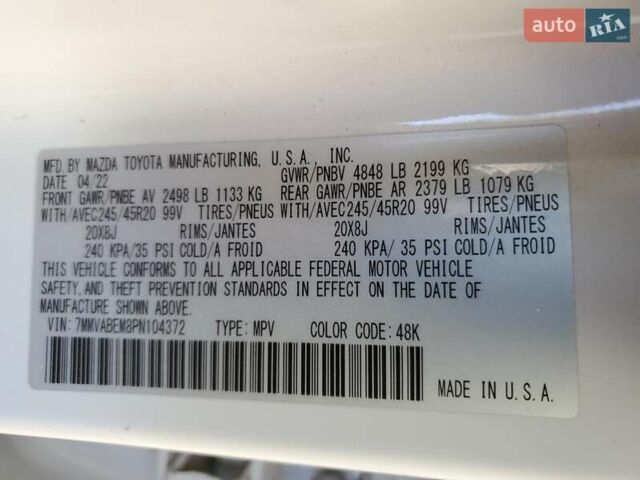 auto RIA.com
MFD.BY MAZDA TOYOTA MANUFACTURING, U.S.A., INC.
DATE 04/22 GVWR/PNBV 4848 LB 2199 KG
FRONT GAWR/PNBE AV 2498 LB 1133 KG REAR GAWR/PNBE AR 2379 LB 1079 KG
WITH/AVEC245/45R20 99V TIRES/PNEUS WITH/AVEC245/45R20 99V TIRES/PNEUS
20X8J RIMS/JANTES 20X8J RIMS/JANTES
240 KPA/35 PSI COLD/A FROID 240 KPA/ 35 PSI COLD/A FROID
THIS VEHICLE CONFORMS TO ALL APPLICABLE FEDERAL MOTOR VEHICLE
SAFETY,AND THEFT PREVENTION STANDARDS IN EFFECT ON THE DATE OF
MANUFACTURE SHOWN ABOVE.
VIN: 7MMVABEM8PN104372 TYPE: MPV COLOR CODE: 48K
MADE IN U.S.A.